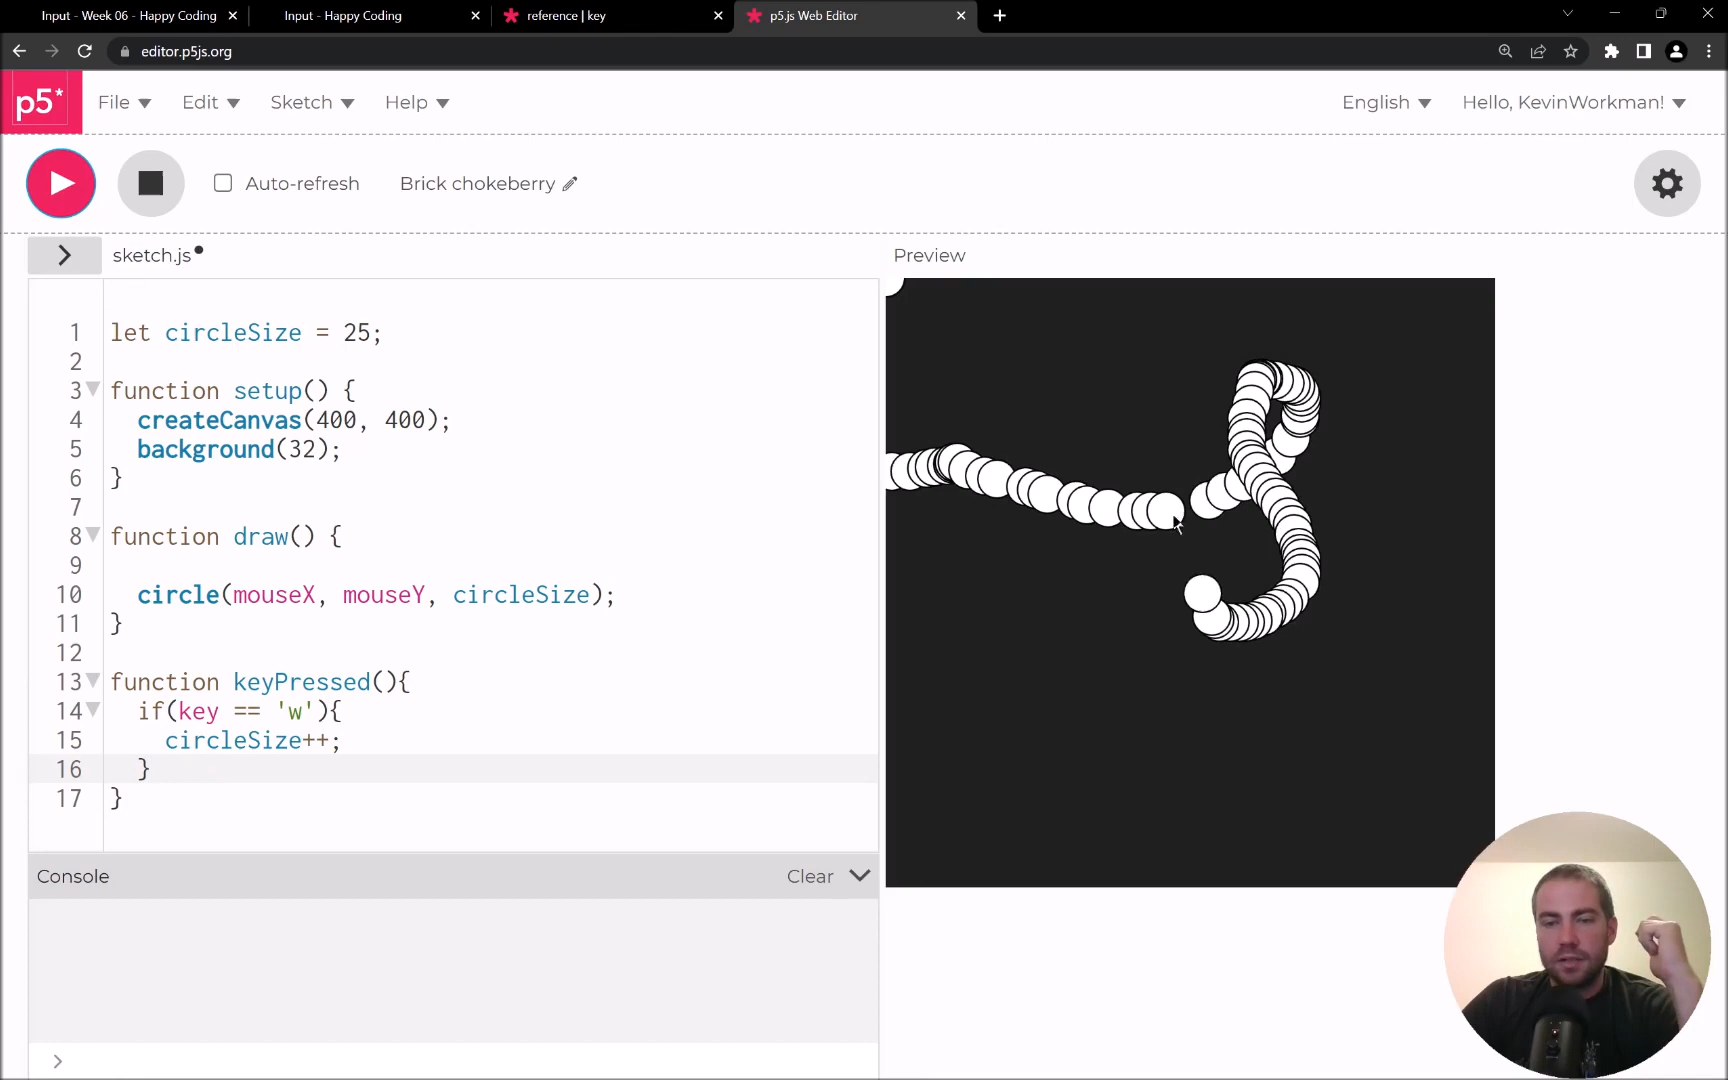 Input - Week 06 - Happy Coding
Input - Happy Coding
reference | key
p5.js Web Editor
editor.p5js.org
p5*
File
Edit
Sketch
Help
English
Hello, KevinWorkman!
Auto-refresh
Brick chokeberry
sketch.js
Preview
1 let circleSize = 25;
2
3 function setup() {
4 createCanvas(400, 400);
5 background(32);
6 }
7
8 function draw() {
9
10 circle(mouseX, mouseY, circleSize);
11 }
12
13 function keyPressed(){
14 if(key == 'w'){
15 circleSize++;
16 }
17 }
Console
Clear
>